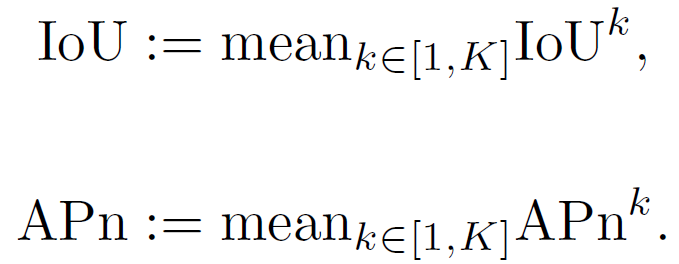 IoU := mean_{k∈[1,K]}IoU^k,
APn := mean_{k∈[1,K]}APn^k.